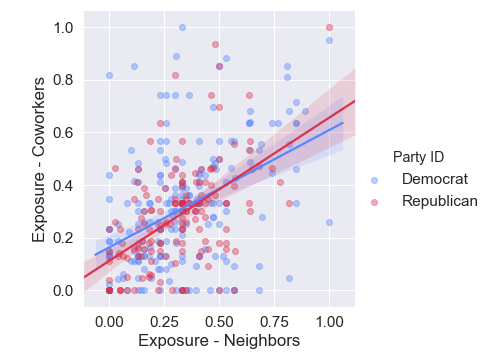 1.0
0.8
0.6
0.4
0.2
0.0
Exposure - Coworkers
0.00 0.25 0.50 0.75 1.00
Exposure - Neighbors
Party ID
Democrat
Republican